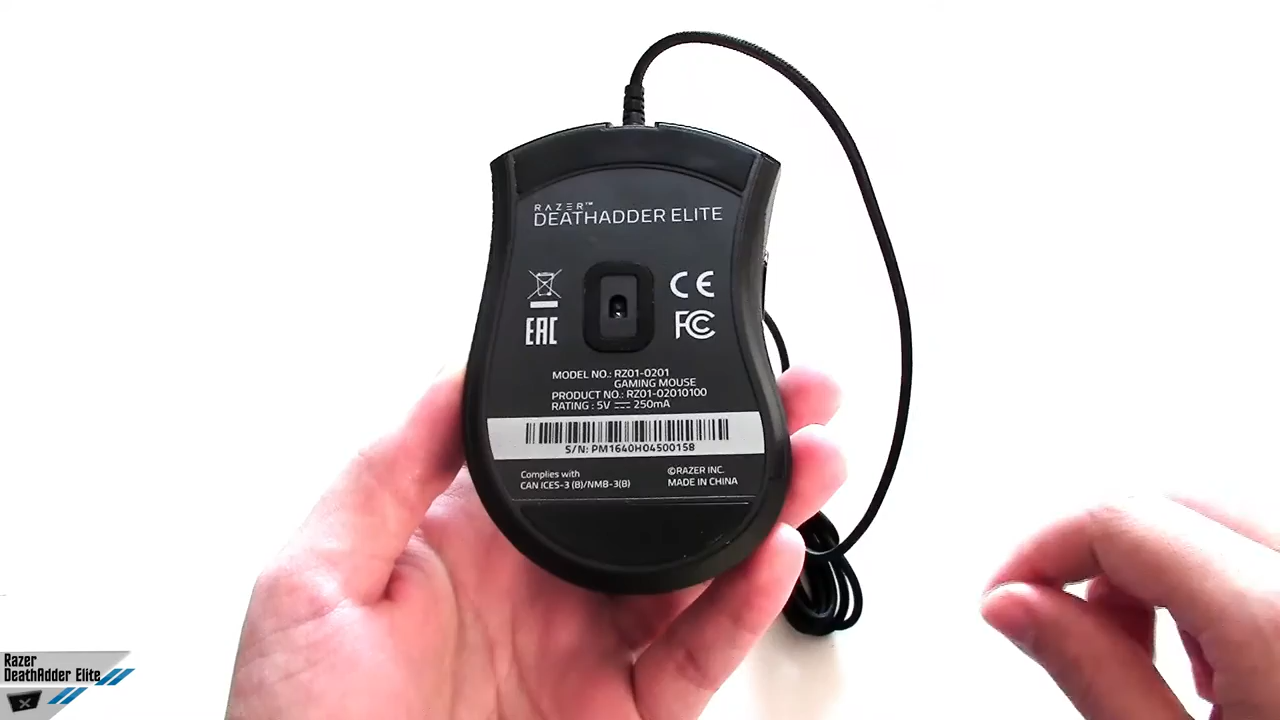 RAZER™
DEATHADDER ELITE
CE
EAC
FC
MODEL NO.: RZ01-0201
GAMING MOUSE
PRODUCT NO.: RZ01-02010100
RATING : 5V ⎓ 250mA
S/N: PM1640H04500158
Complies with
CAN ICES-3 (B)/NMB-3(B)
©RAZER INC.
MADE IN CHINA
Razer
DeathAdder Elite